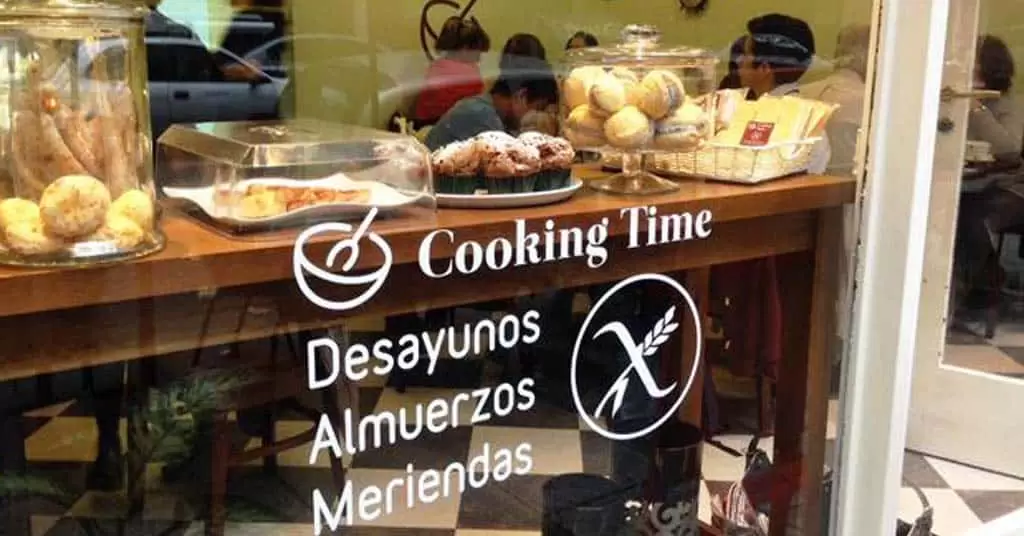 Cooking Time
Desayunos
Almuerzos
Meriendas